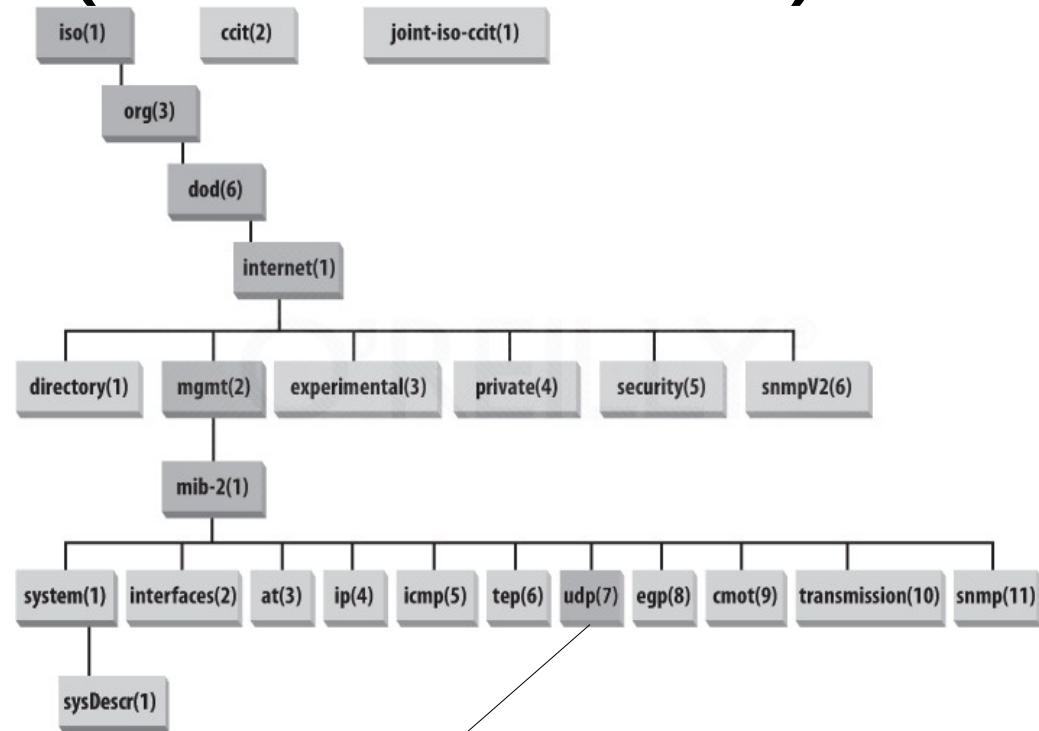 iso(1) ccit(2) joint-iso-ccit(1)
org(3)
dod(6)
internet(1)
O'REILLY®
directory(1) mgmt(2) experimental(3) private(4) security(5) snmpV2(6)
mib-2(1)
system(1) interfaces(2) at(3) ip(4) icmp(5) tep(6) udp(7) egp(8) cmot(9) transmission(10) snmp(11)
sysDescr(1)